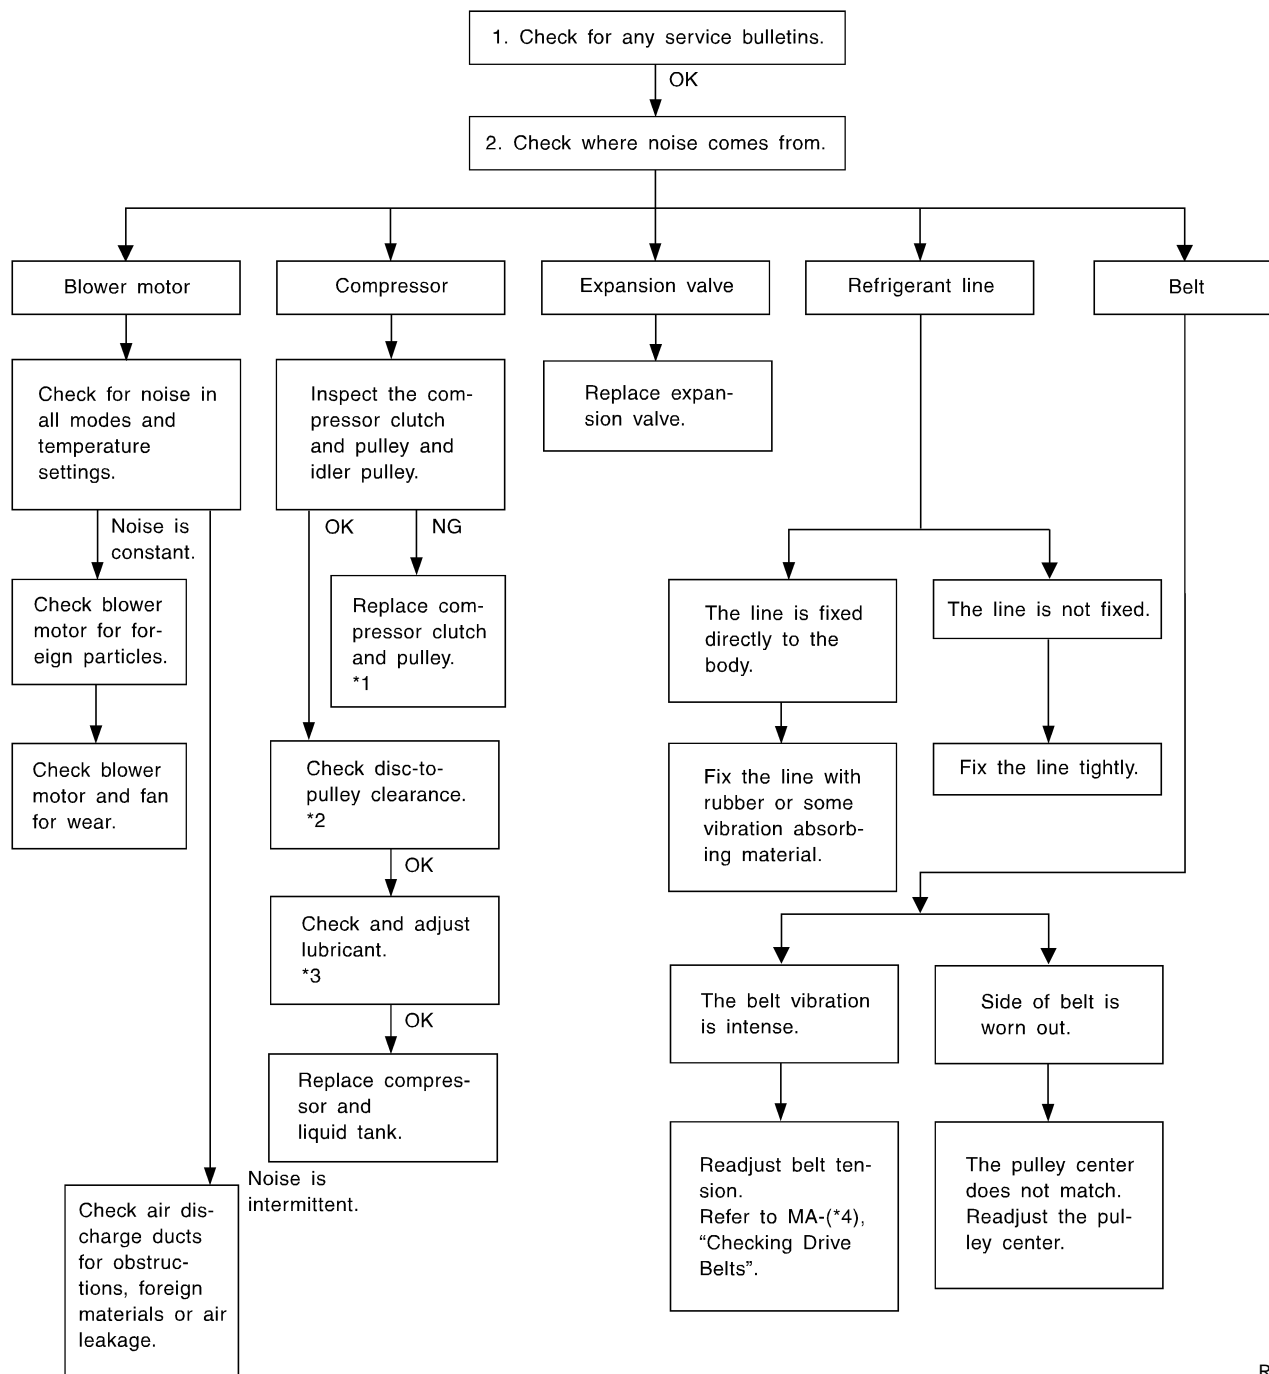 1. Check for any service bulletins.
OK
2. Check where noise comes from.
Blower motor
Compressor
Expansion valve
Refrigerant line
Belt
Check for noise in
all modes and
temperature
settings.
Inspect the com-
pressor clutch
and pulley and
idler pulley.
Replace expan-
sion valve.
Noise is
constant.
OK
NG
Check blower
motor for for-
eign particles.
Replace com-
pressor clutch
and pulley.
*1
The line is fixed
directly to the
body.
The line is not fixed.
Check blower
motor and fan
for wear.
Check disc-to-
pulley clearance.
*2
Fix the line with
rubber or some
vibration absorb-
ing material.
Fix the line tightly.
OK
Check and adjust
lubricant.
*3
OK
The belt vibration
is intense.
Side of belt is
worn out.
Replace compres-
sor and
liquid tank.
Noise is
intermittent.
Check air dis-
charge ducts
for obstruc-
tions, foreign
materials or air
leakage.
Readjust belt ten-
sion.
Refer to MA-(*4),
“Checking Drive
Belts”.
The pulley center
does not match.
Readjust the pul-
ley center.
R